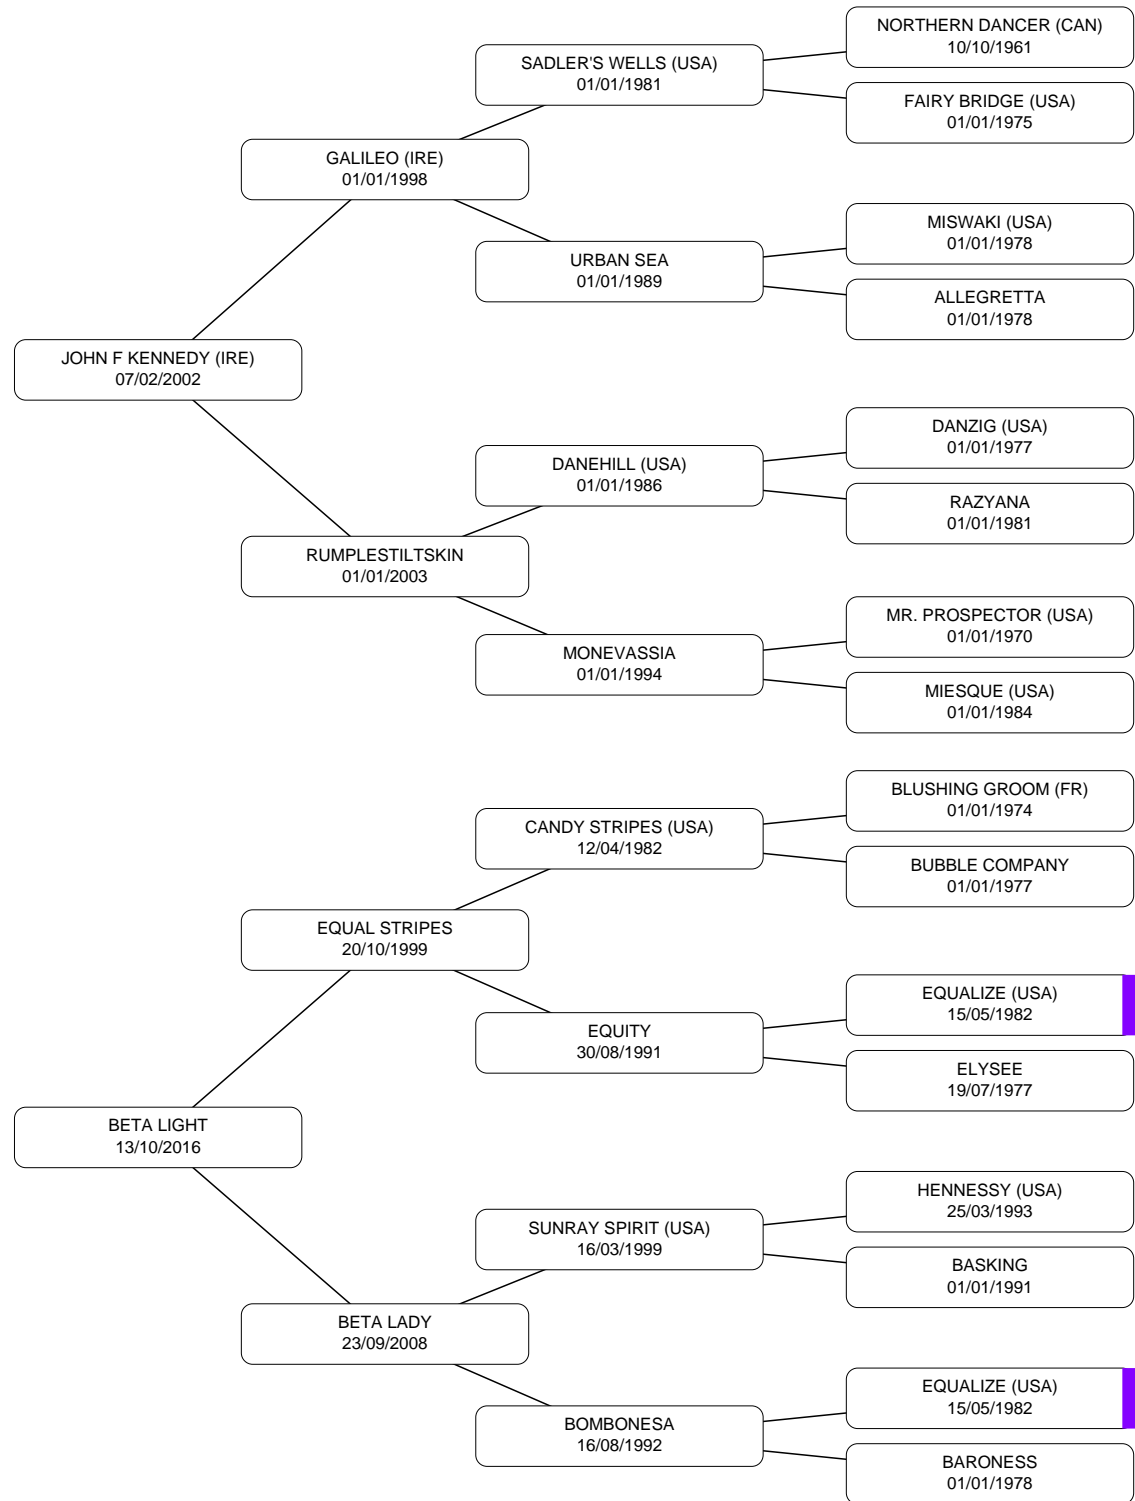 NORTHERN DANCER (CAN)
10/10/1961
SADLER'S WELLS (USA)
01/01/1981
FAIRY BRIDGE (USA)
01/01/1975
GALILEO (IRE)
01/01/1998
MISWAKI (USA)
01/01/1978
URBAN SEA
01/01/1989
ALLEGRETTA
01/01/1978
JOHN F KENNEDY (IRE)
07/02/2002
DANZIG (USA)
01/01/1977
DANEHILL (USA)
01/01/1986
RAZYANA
01/01/1981
RUMPLESTILTSKIN
01/01/2003
MR. PROSPECTOR (USA)
01/01/1970
MONEVASSIA
01/01/1994
MIESQUE (USA)
01/01/1984
BLUSHING GROOM (FR)
01/01/1974
CANDY STRIPES (USA)
12/04/1982
BUBBLE COMPANY
01/01/1977
EQUAL STRIPES
20/10/1999
EQUALIZE (USA)
15/05/1982
EQUITY
30/08/1991
ELYSEE
19/07/1977
BETA LIGHT
13/10/2016
HENNESSY (USA)
25/03/1993
SUNRAY SPIRIT (USA)
16/03/1999
BASKING
01/01/1991
BETA LADY
23/09/2008
EQUALIZE (USA)
15/05/1982
BOMBONESA
16/08/1992
BARONESS
01/01/1978